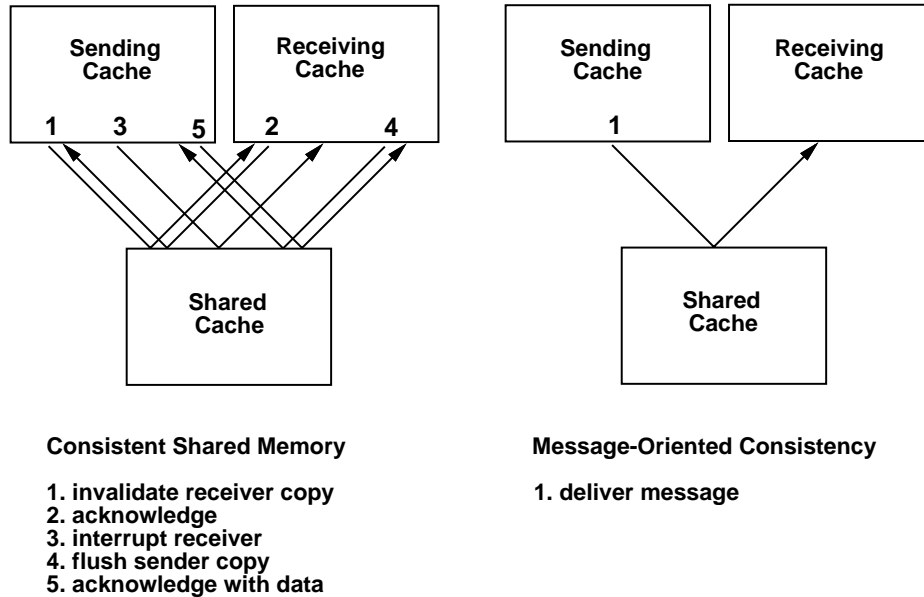 Sending
Cache
Receiving
Cache
1 3 5 2 4
Shared
Cache
Sending
Cache
Receiving
Cache
1
Shared
Cache
Consistent Shared Memory
1. invalidate receiver copy
2. acknowledge
3. interrupt receiver
4. flush sender copy
5. acknowledge with data
Message-Oriented Consistency
1. deliver message